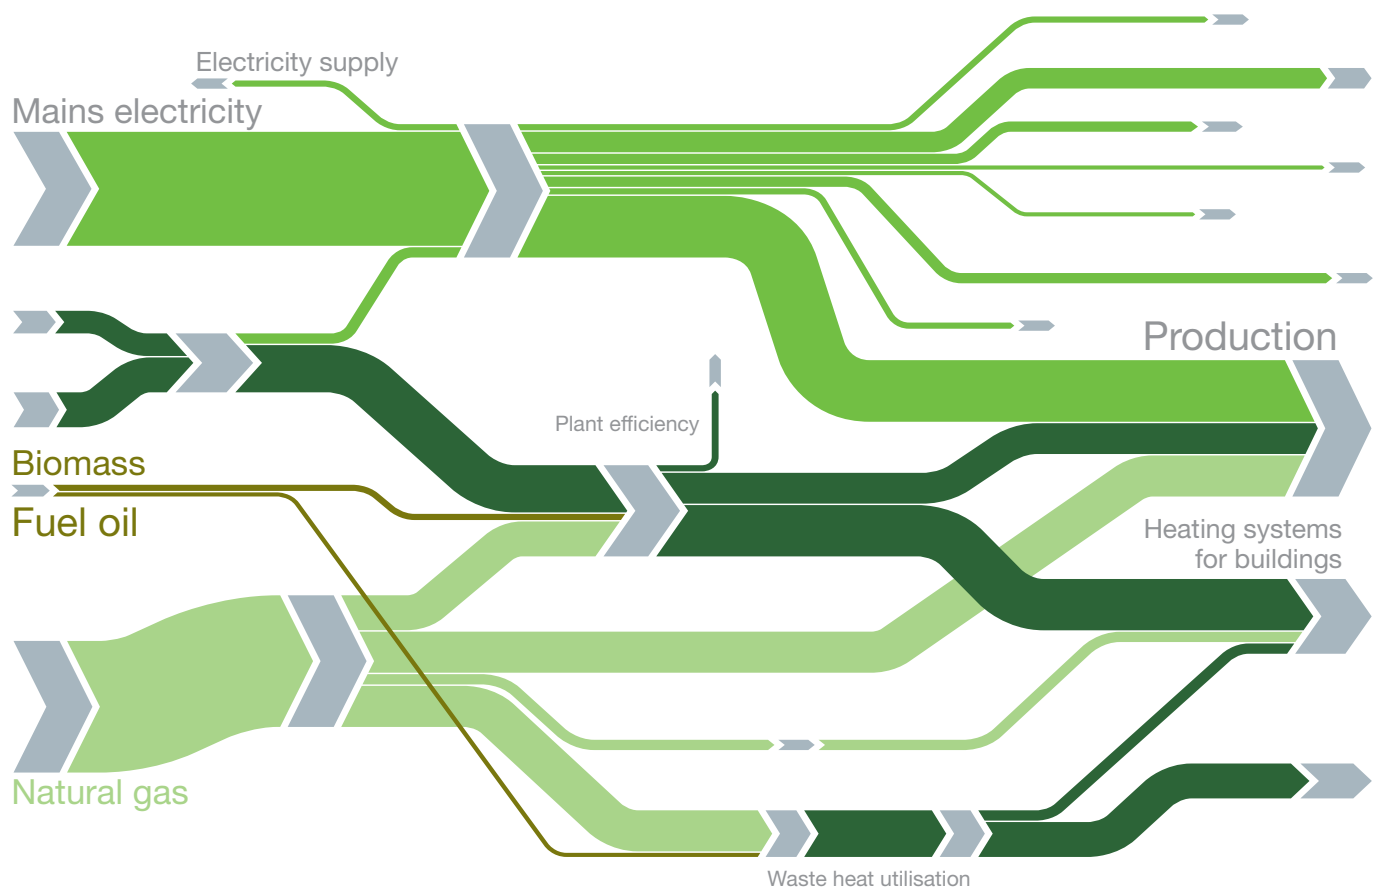 Electricity supply
Mains electricity
Production
Plant efficiency
Biomass
Fuel oil
Heating systems
for buildings
Natural gas
Waste heat utilisation